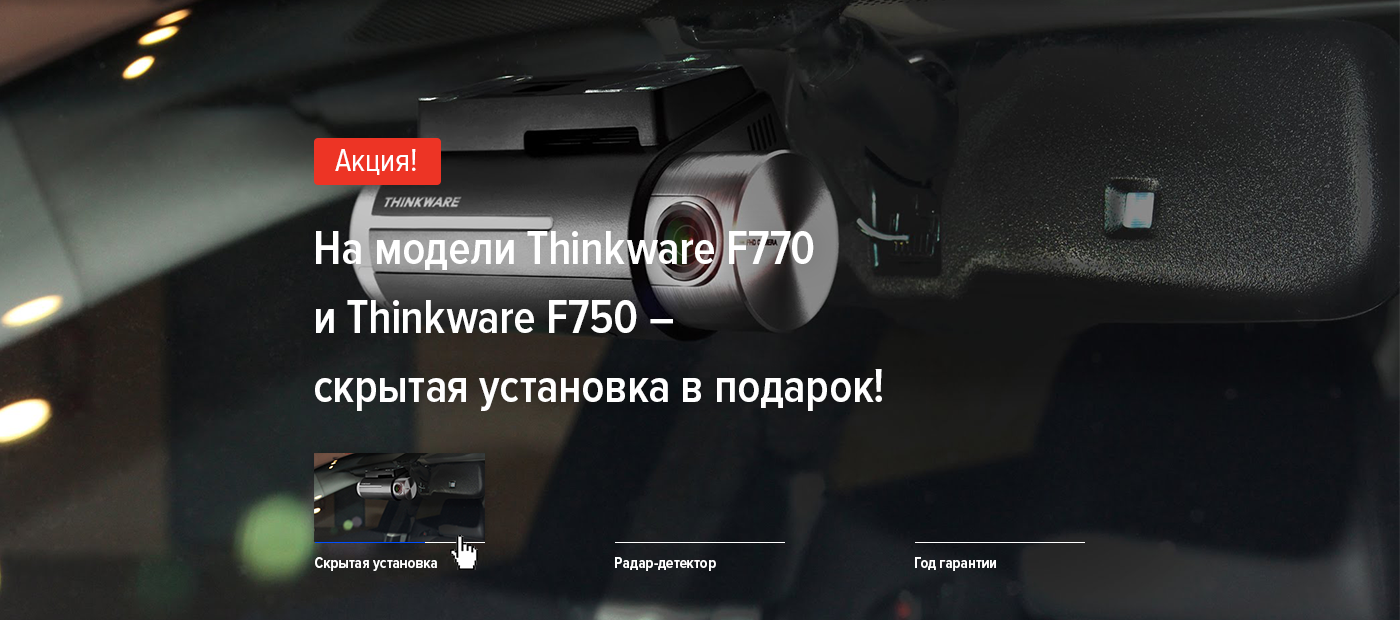 Акция!
THINKWARE
На модели Thinkware F770
и Thinkware F750 –
скрытая установка в подарок!
Скрытая установка
Радар-детектор
Год гарантии